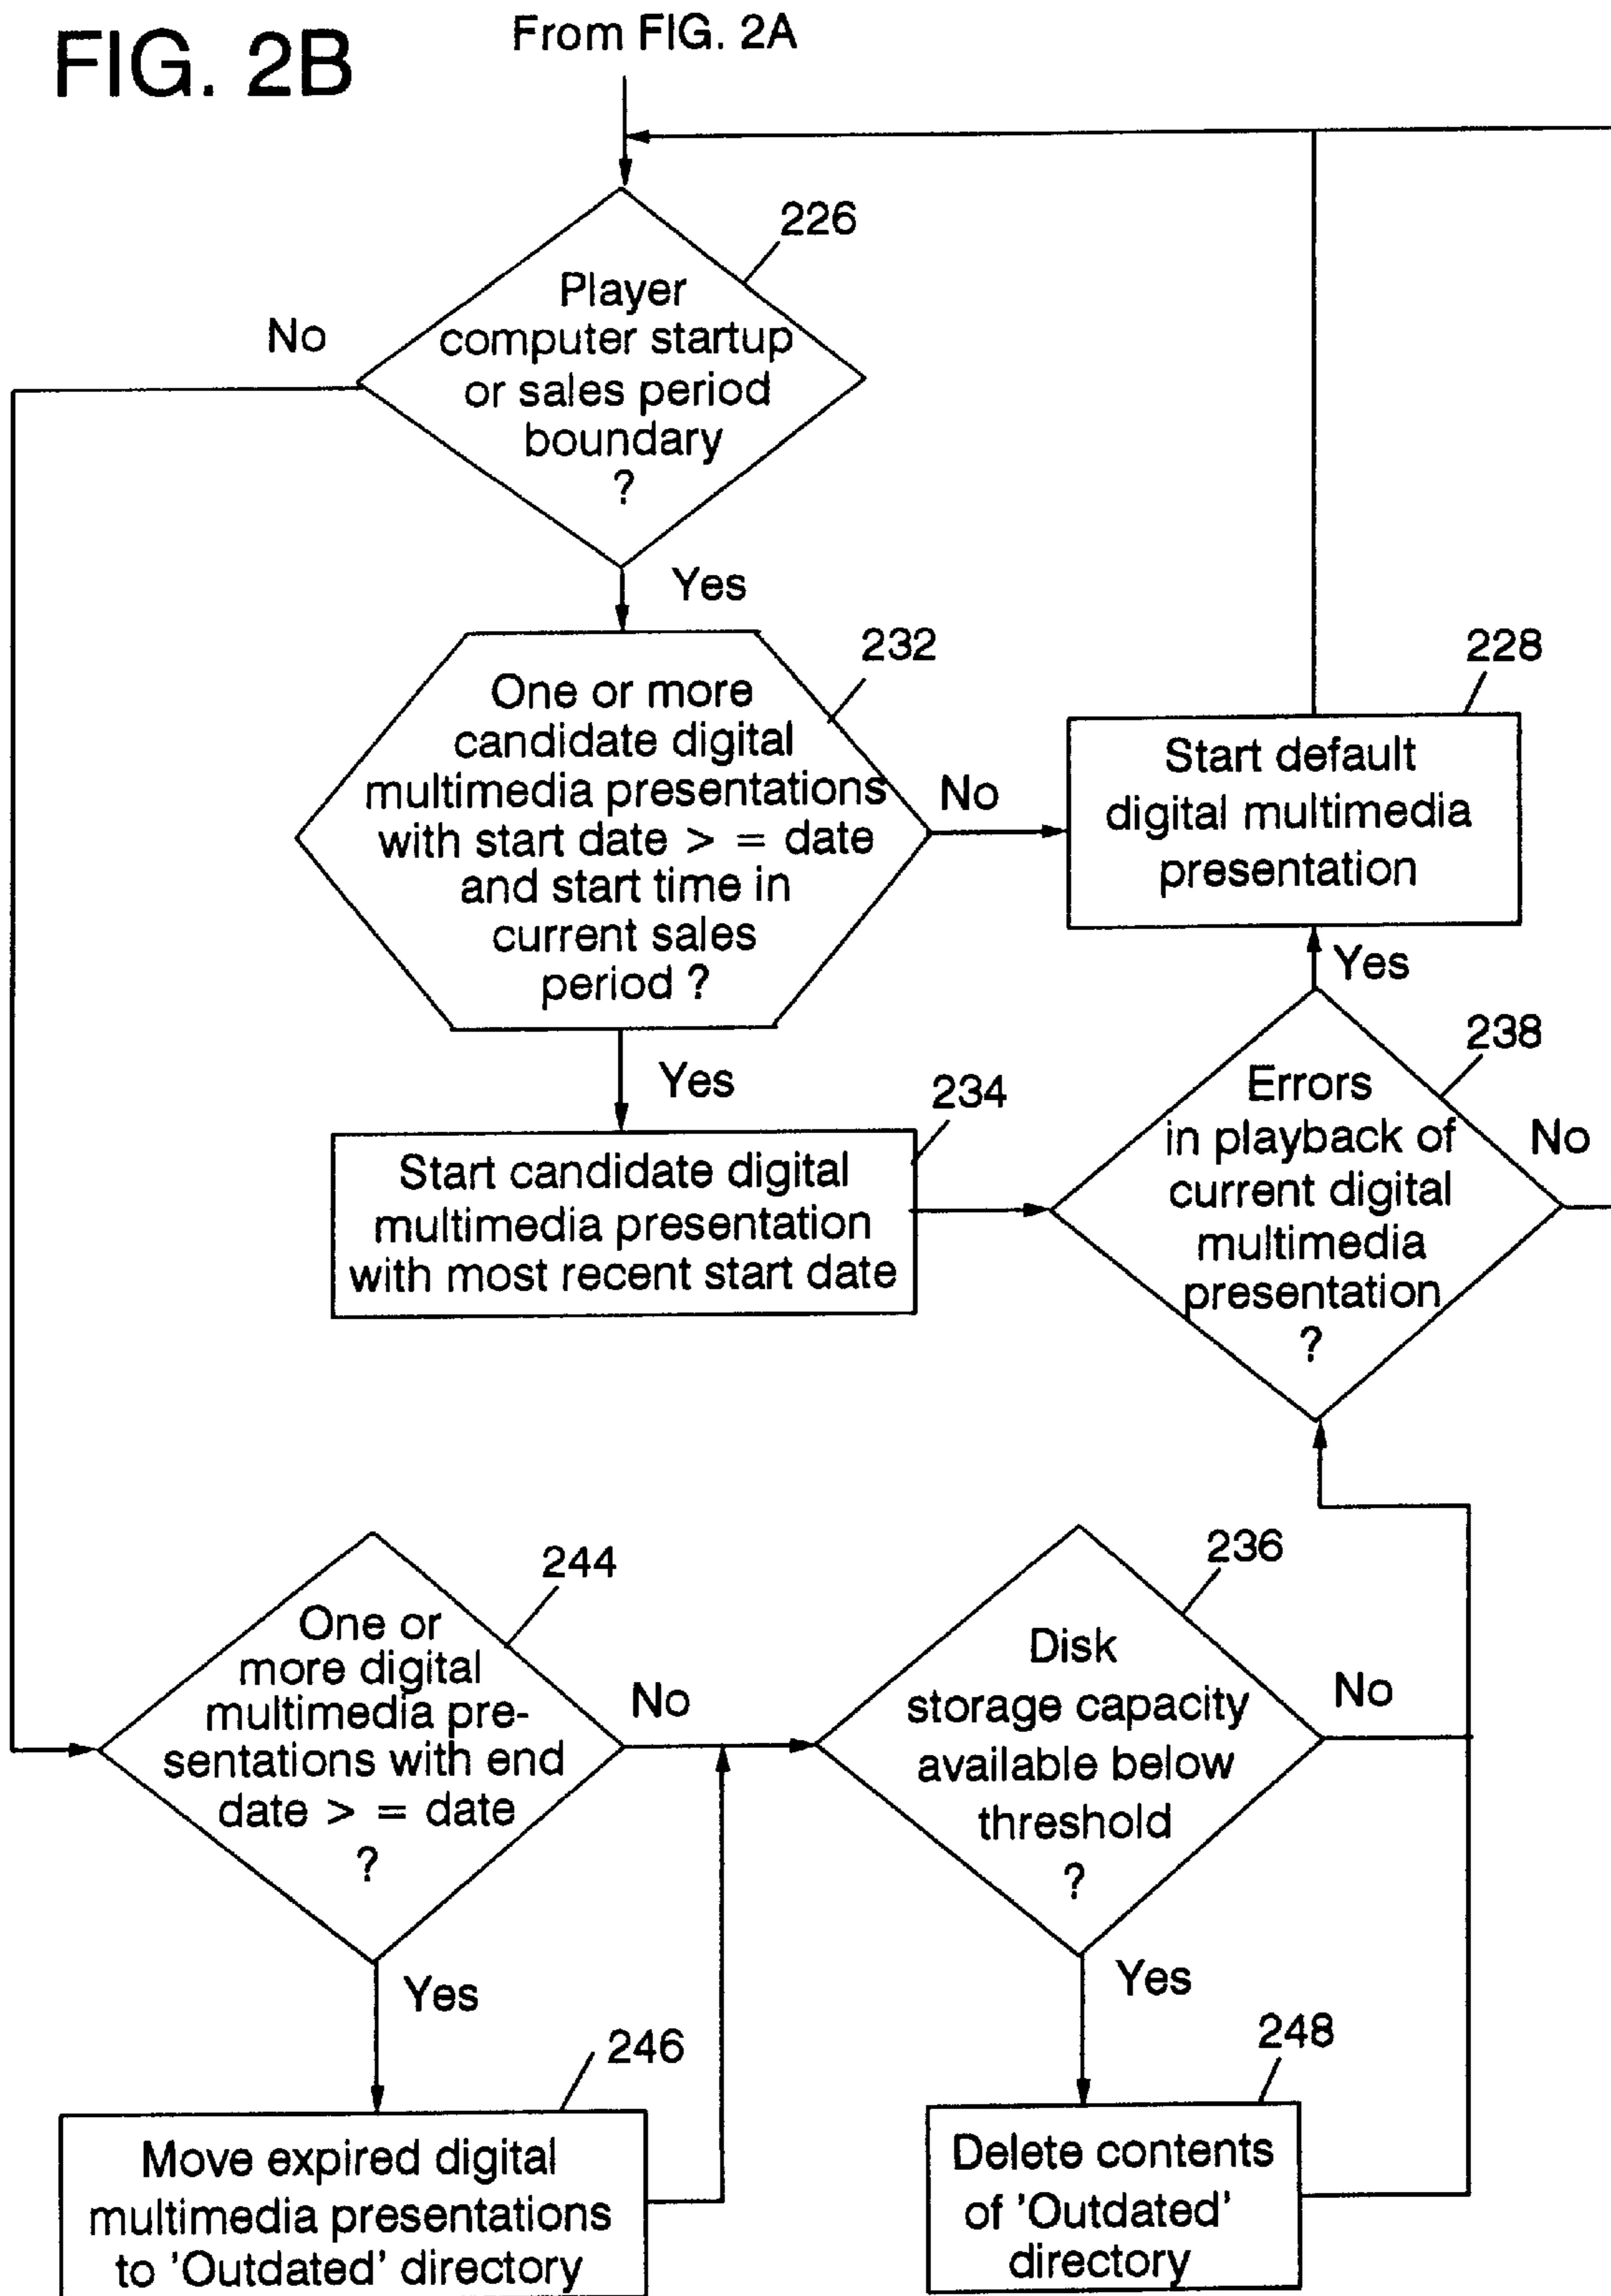 FIG. 2B
From FIG. 2A
226
Player
computer startup
or sales period
boundary
?
No
Yes
232
One or more
candidate digital
multimedia presentations
with start date > = date
and start time in
current sales
period ?
No
228
Start default
digital multimedia
presentation
Yes
Yes
234
Start candidate digital
multimedia presentation
with most recent start date
238
Errors
in playback of
current digital
multimedia
presentation
?
No
244
One or
more digital
multimedia pre-
sentations with end
date > = date
?
No
Yes
236
Disk
storage capacity
available below
threshold
?
No
Yes
246
Move expired digital
multimedia presentations
to 'Outdated' directory
248
Delete contents
of 'Outdated'
directory